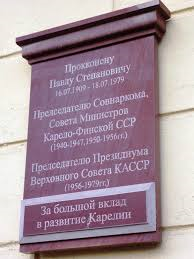 Прокконену
Павлу Степановичу
16.07.1909 - 18.07.1979
Председателю Совнаркома,
Совета Министров
Карело-Финской ССР
(1940-1947,1950-1956гг.)
Председателю Президиума
Верховного Совета КАССР
(1956-1979гг.)
За большой вклад
в развитие Карелии